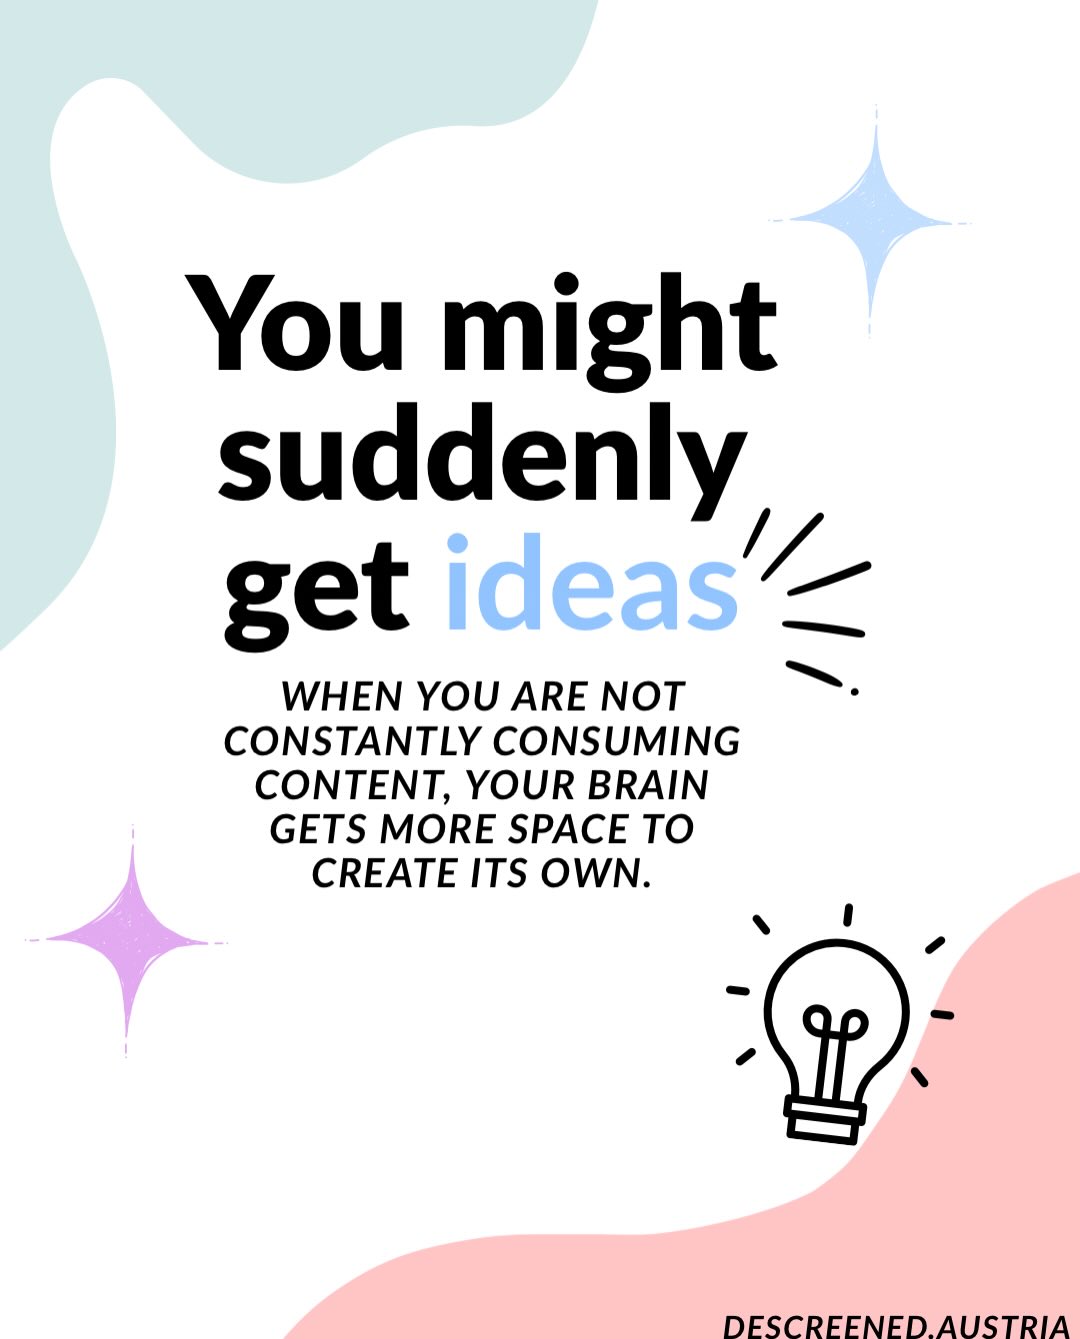 You might
suddenly
get ideas
WHEN YOU ARE NOT
CONSTANTLY CONSUMING
CONTENT, YOUR BRAIN
GETS MORE SPACE TO
CREATE ITS OWN.
DESCREENED.AUSTRIA